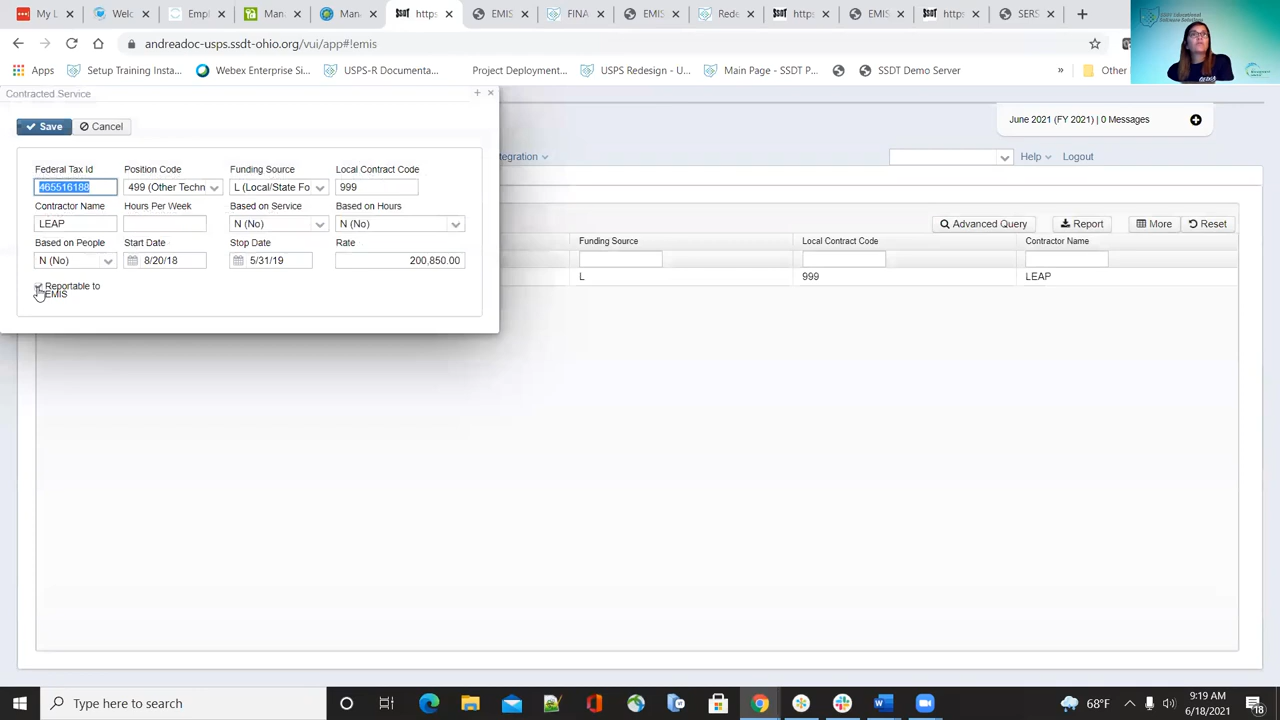 My L
Welc
Empl
Mana
Mana
https
EMIS
FINA
EMIS
Rede
https
EMIS
https
SERS
andreadoc-usps.ssdt-ohio.org/vui/app#!emis
Apps
Setup Training Insta...
Webex Enterprise Si...
USPS-R Documenta...
Project Deployment...
USPS Redesign - U...
Main Page - SSDT P...
SSDT Demo Server
»
Other
Contracted Service
Save
Cancel
June 2021 (FY 2021) | 0 Messages
tegration
Help
Logout
Federal Tax Id
Position Code
Funding Source
Local Contract Code
465516188
499 (Other Techn
L (Local/State Fo
999
Contractor Name
Hours Per Week
Based on Service
Based on Hours
LEAP
N (No)
N (No)
Based on People
Start Date
Stop Date
Rate
N (No)
8/20/18
5/31/19
200,850.00
Reportable to
EMIS
Advanced Query
Report
More
Reset
Funding Source
Local Contract Code
Contractor Name
L
999
LEAP
Type here to search
68°F
9:19 AM
6/18/2021
18